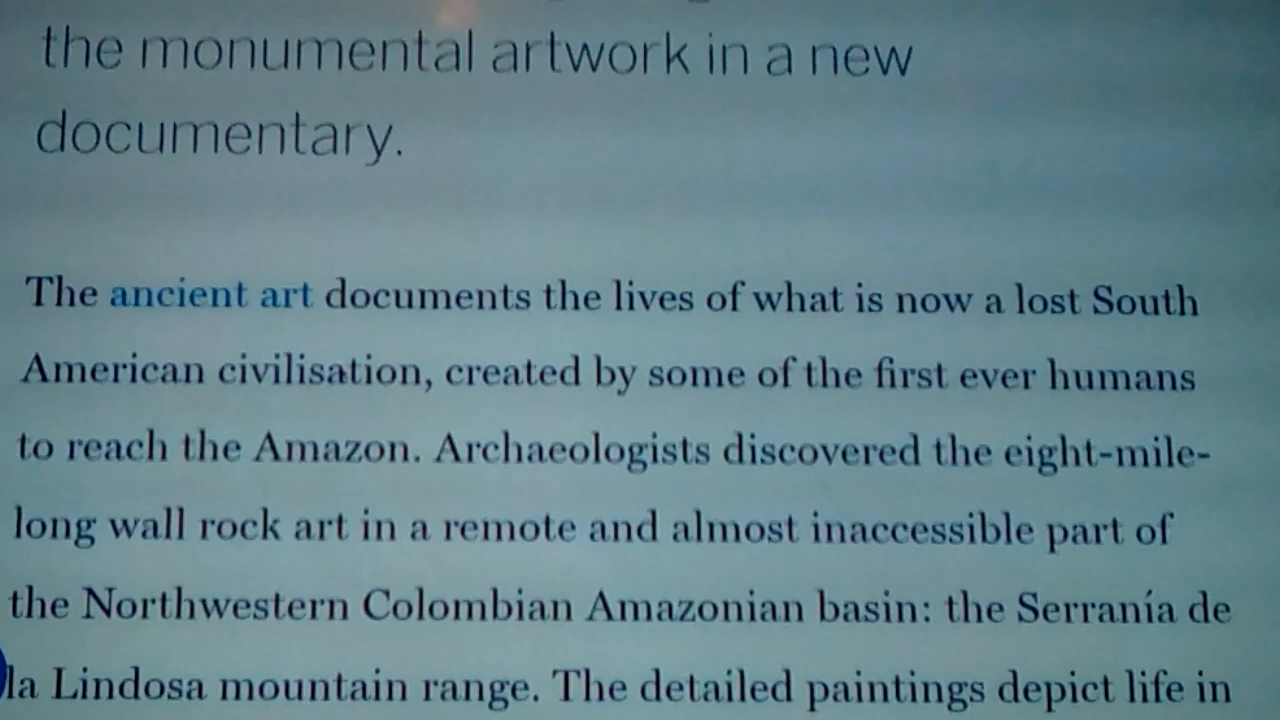 the monumental artwork in a new
documentary.
The ancient art documents the lives of what is now a lost South
American civilisation, created by some of the first ever humans
to reach the Amazon. Archaeologists discovered the eight-mile-
long wall rock art in a remote and almost inaccessible part of
the Northwestern Colombian Amazonian basin: the Serranía de
la Lindosa mountain range. The detailed paintings depict life in